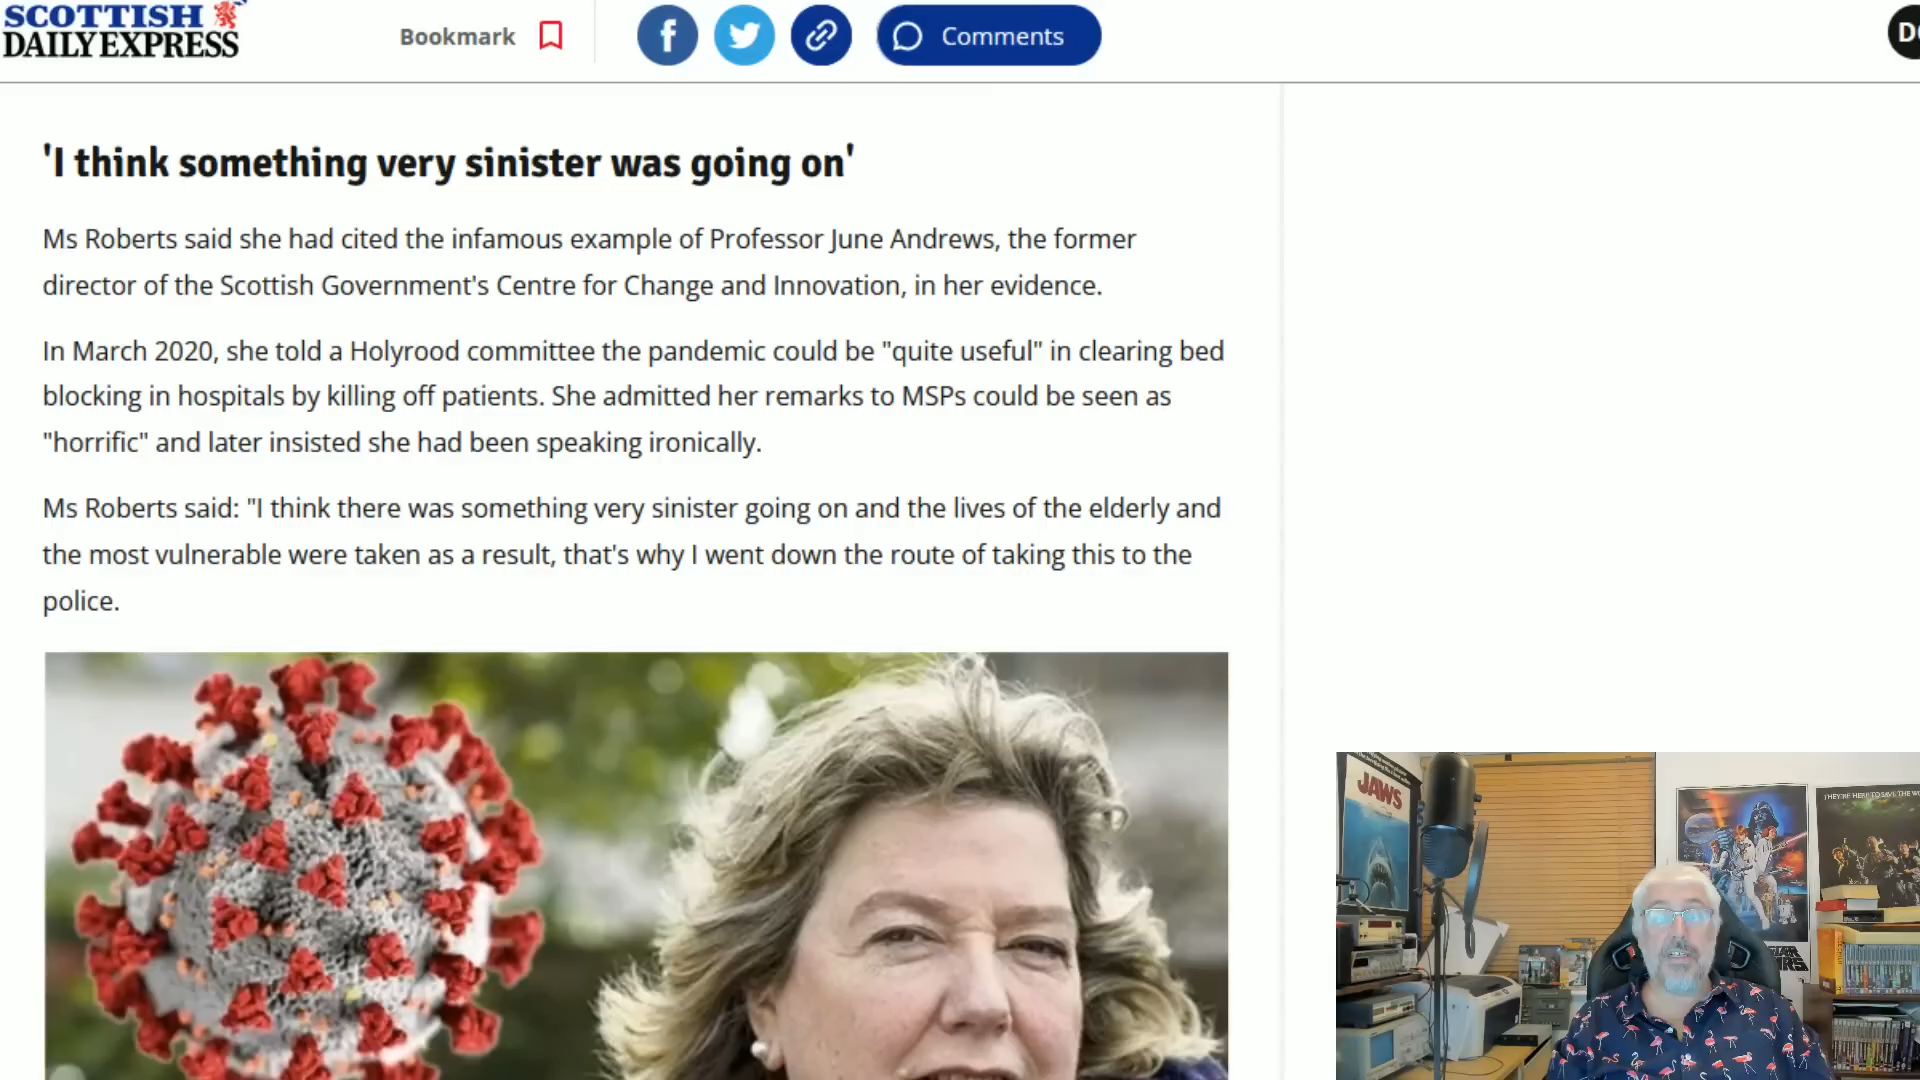 SCOTTISH
DAILY EXPRESS
Bookmark
Comments
'I think something very sinister was going on'
Ms Roberts said she had cited the infamous example of Professor June Andrews, the former
director of the Scottish Government's Centre for Change and Innovation, in her evidence.
In March 2020, she told a Holyrood committee the pandemic could be "quite useful" in clearing bed
blocking in hospitals by killing off patients. She admitted her remarks to MSPs could be seen as
"horrific" and later insisted she had been speaking ironically.
Ms Roberts said: "I think there was something very sinister going on and the lives of the elderly and
the most vulnerable were taken as a result, that's why I went down the route of taking this to the
police.
JAWS
THEY'RE HERE TO SAVE THE